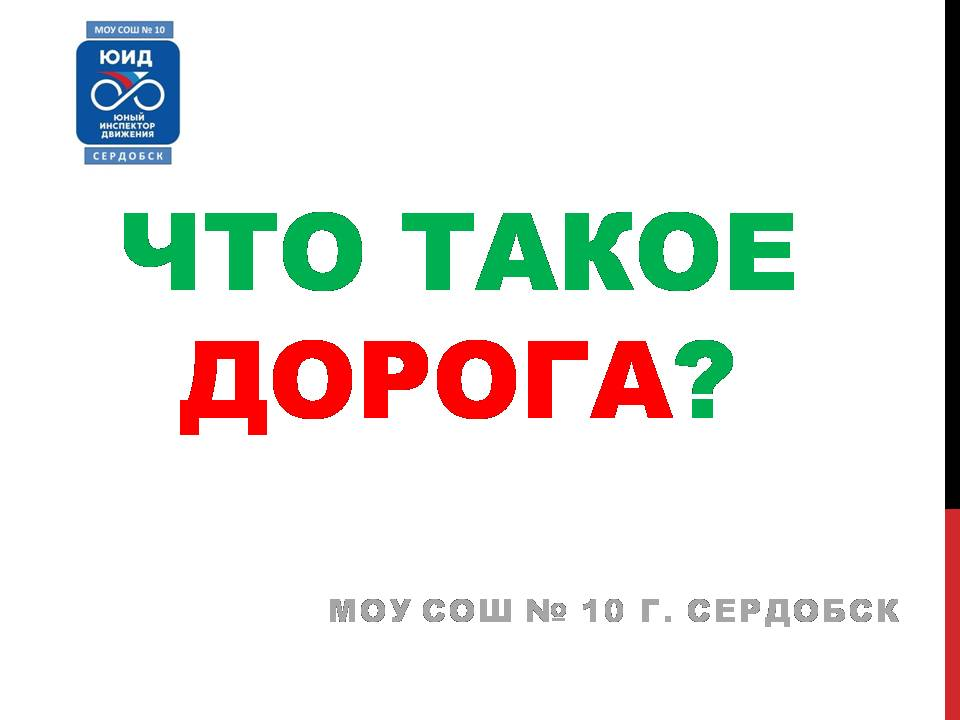 МОУ СОШ № 10
ЮИД
ЮНЫЙ
ИНСПЕКТОР
ДВИЖЕНИЯ
СЕРДОБСК
ЧТО ТАКОЕ
ДОРОГА?
МОУ СОШ № 10 Г. СЕРДОБСК